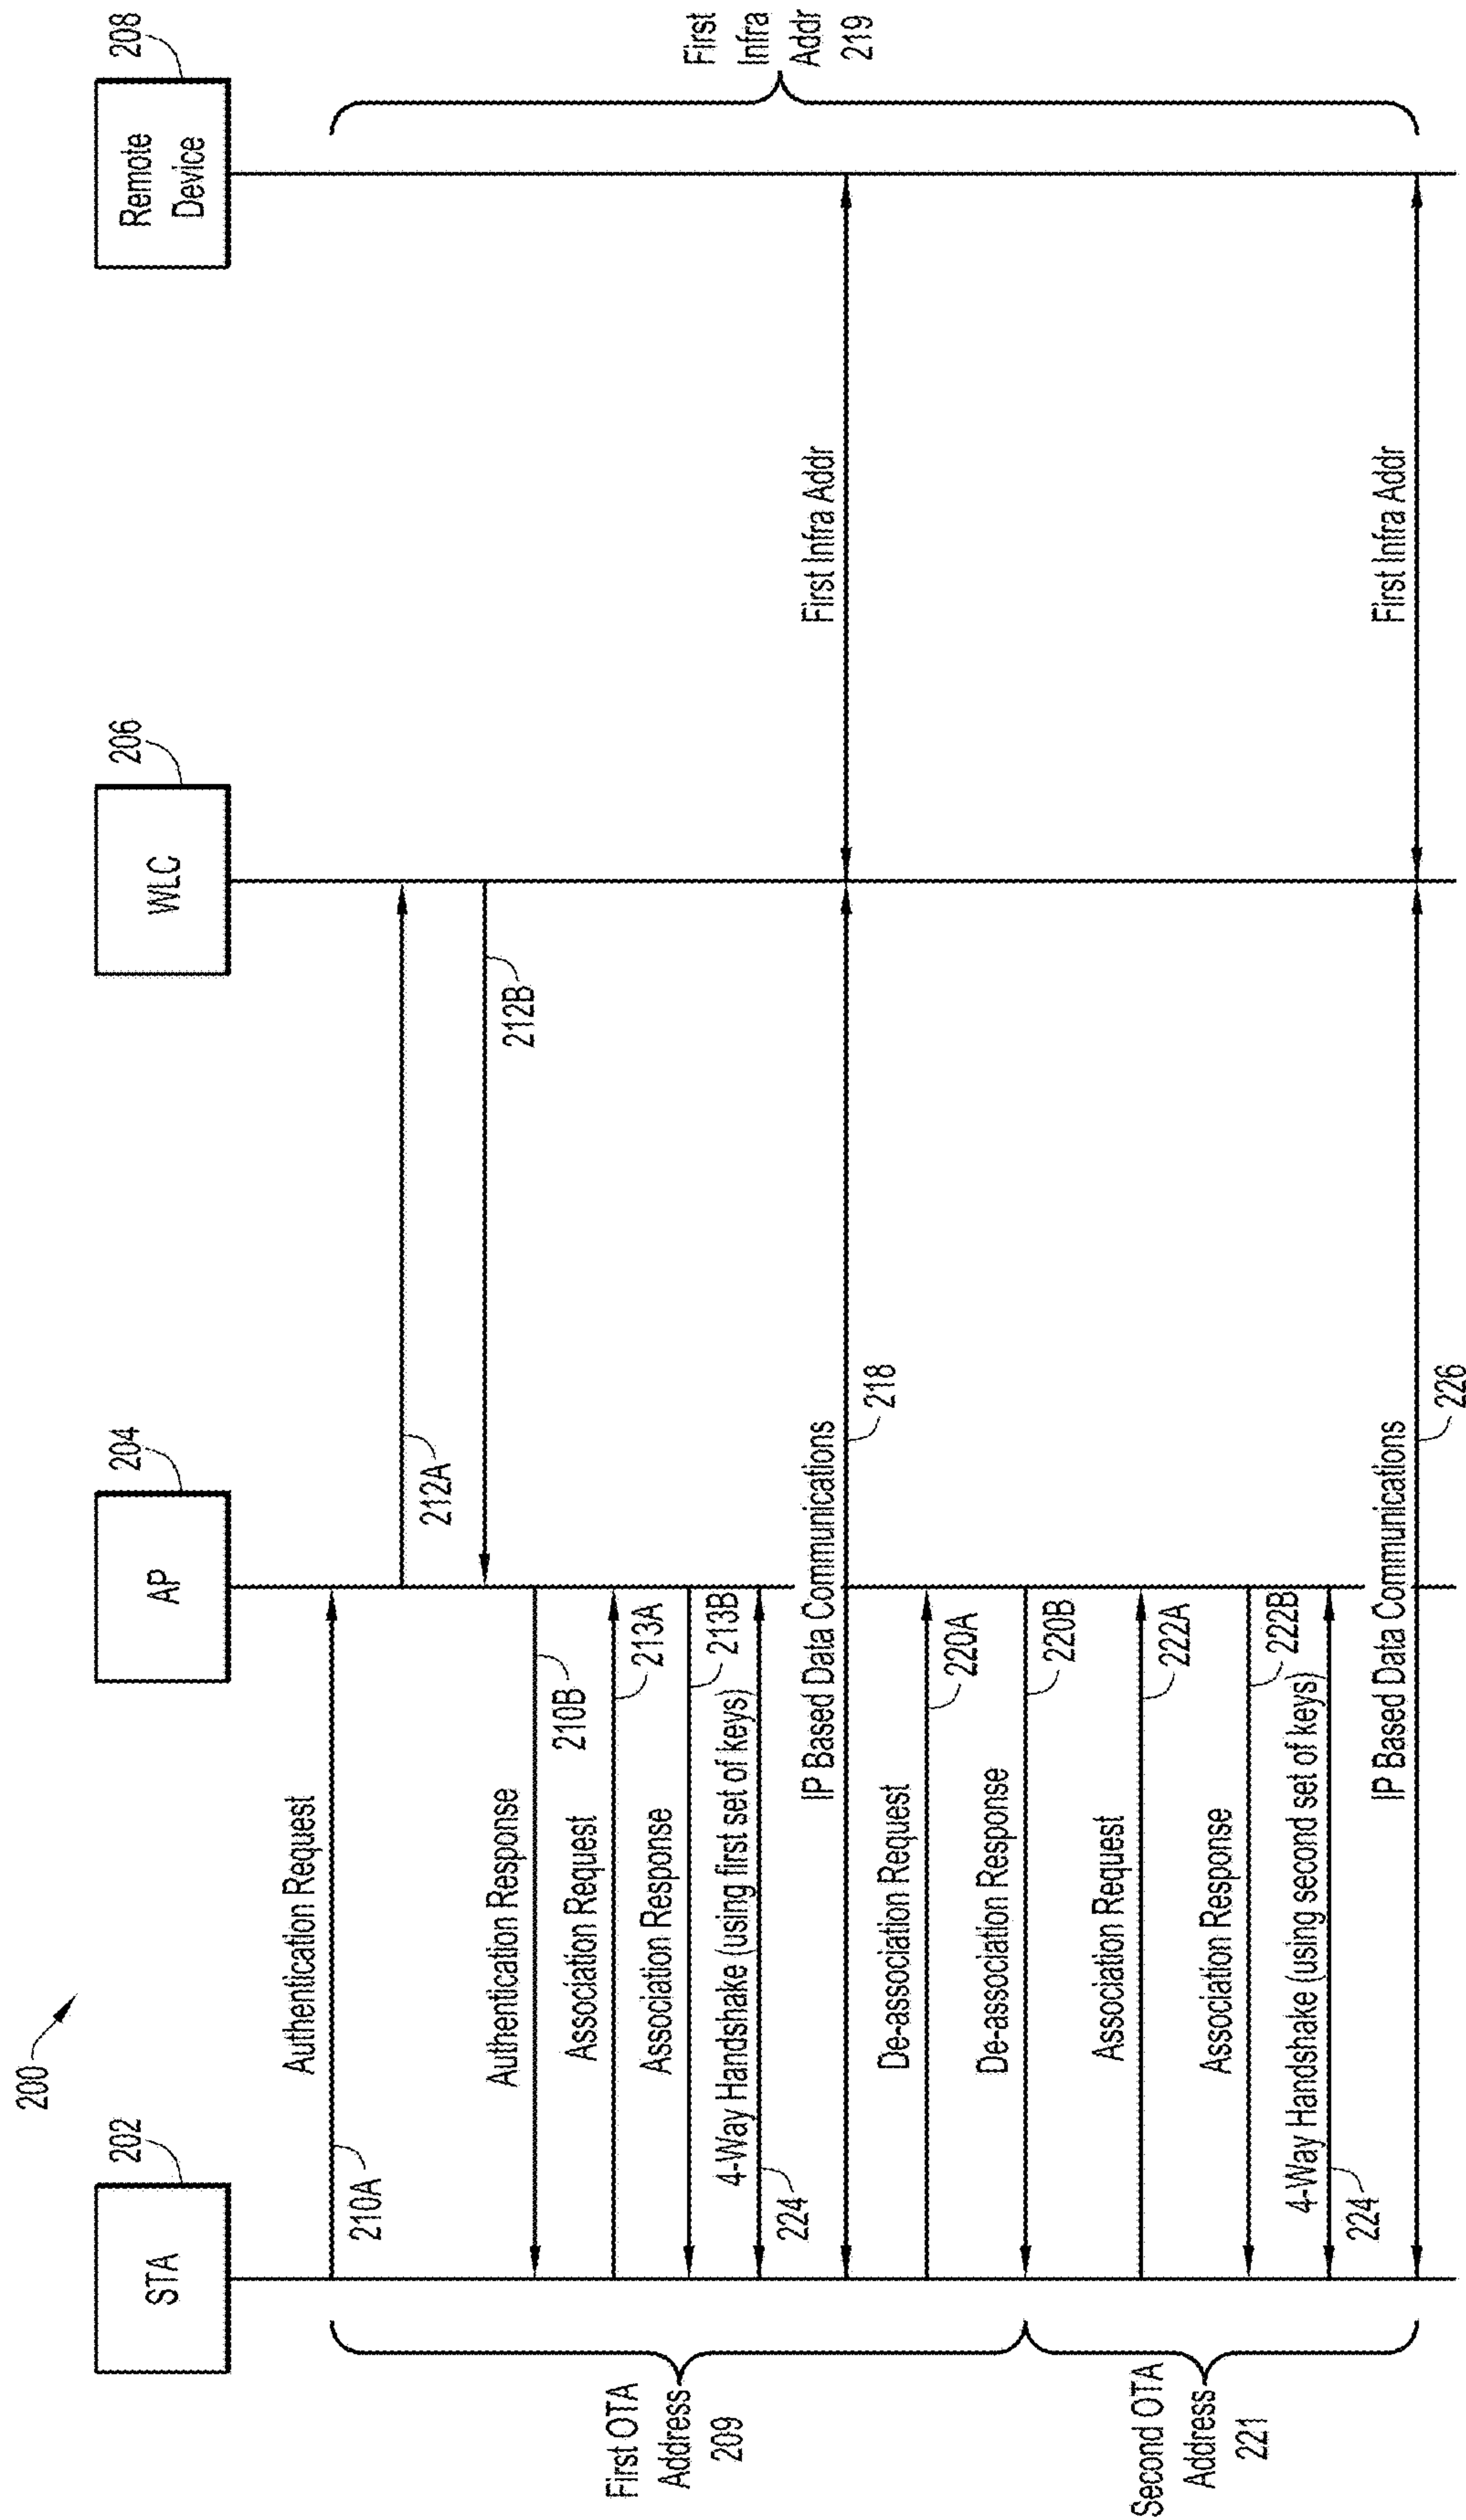 200
202
STA
204
AP
206
WLC
208
Remote
Device
Authentication Request
210A
212A
212B
Authentication Response
210B
Association Request
213A
Association Response
213B
4-Way Handshake (using first set of keys)
224
IP Based Data Communications
218
First Infra Addr
De-association Request
220A
De-association Response
220B
Association Request
222A
Association Response
222B
4-Way Handshake (using second set of keys)
224
IP Based Data Communications
226
First Infra Addr
First OTA
Address
209
Second OTA
Address
221
First
Infra
Addr
219